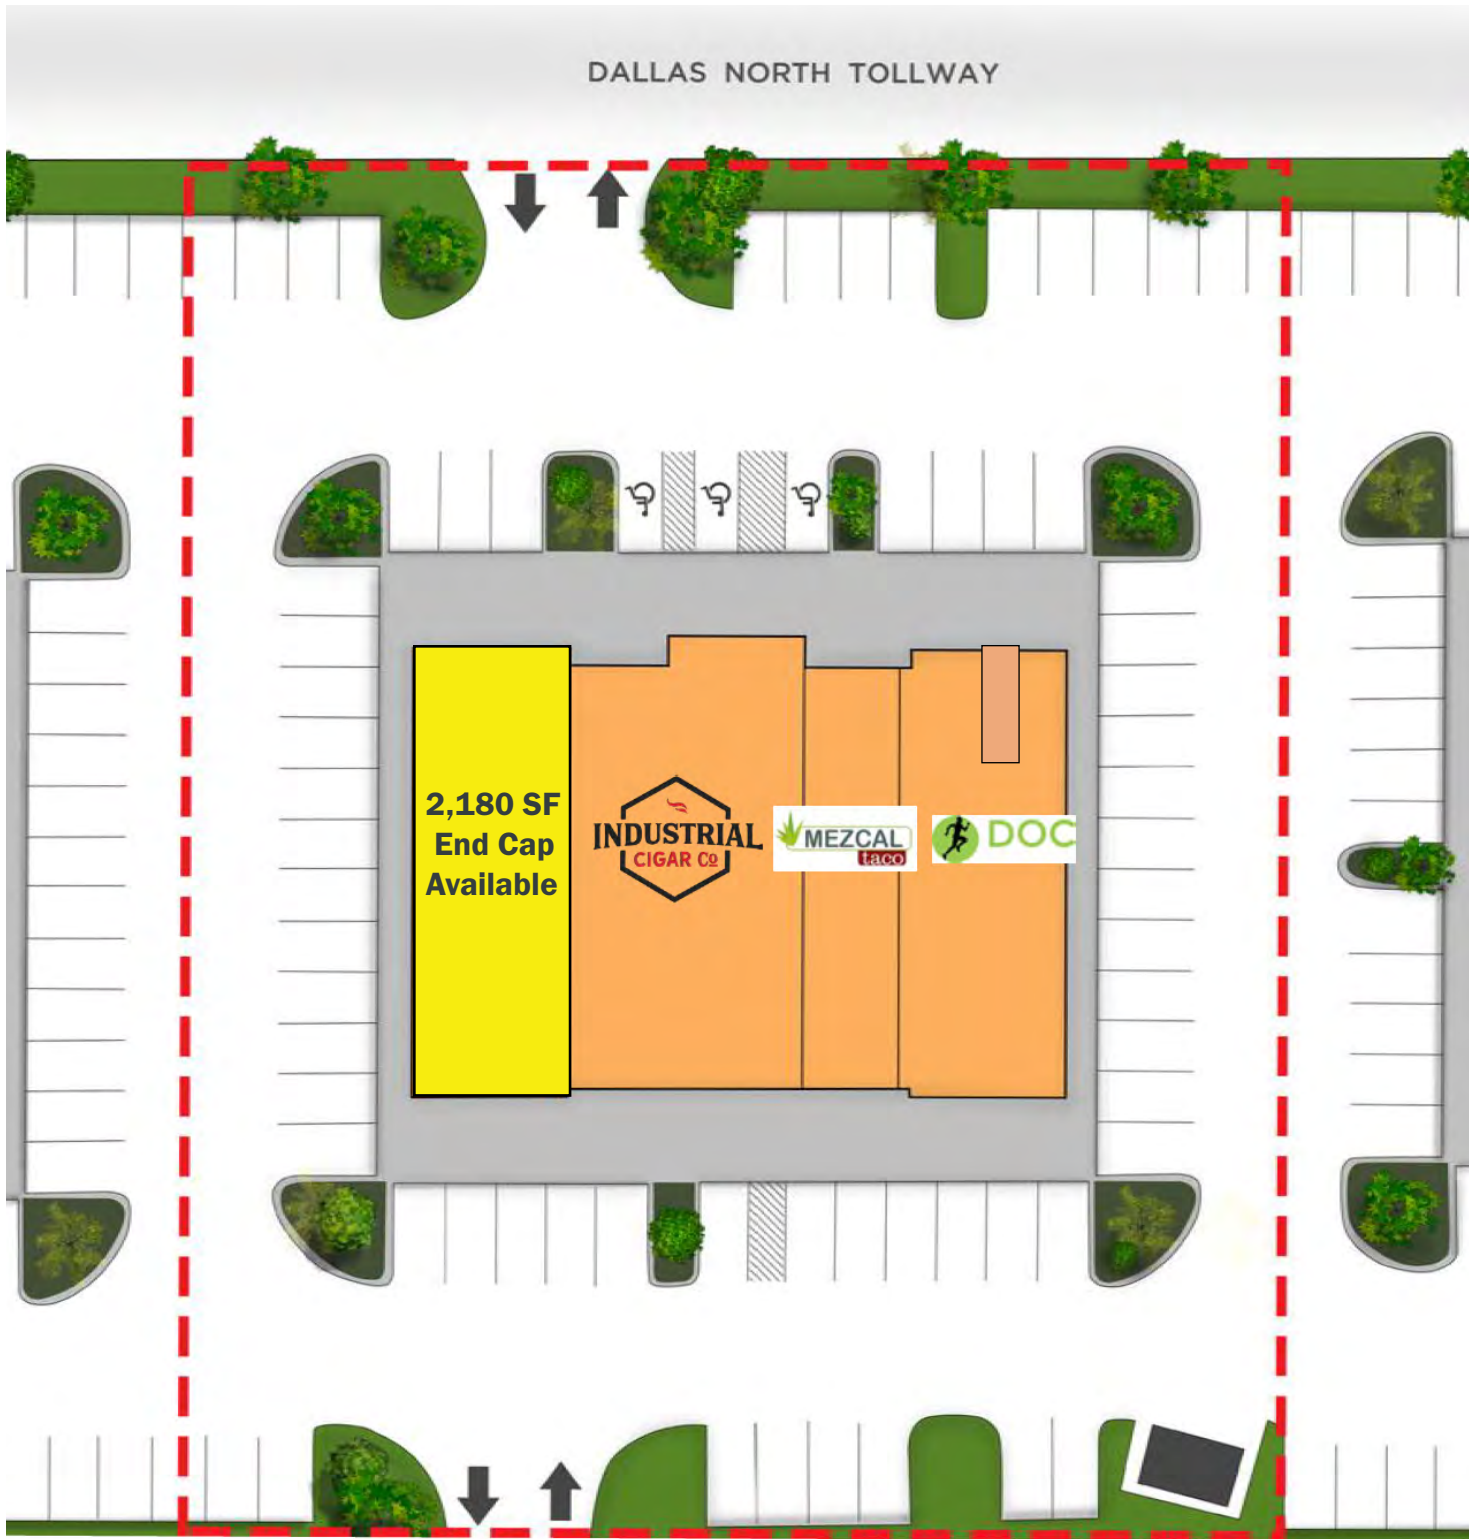 DALLAS NORTH TOLLWAY
2,180 SF
End Cap
Available
INDUSTRIAL
CIGAR Co
MEZCAL
taco
DOC